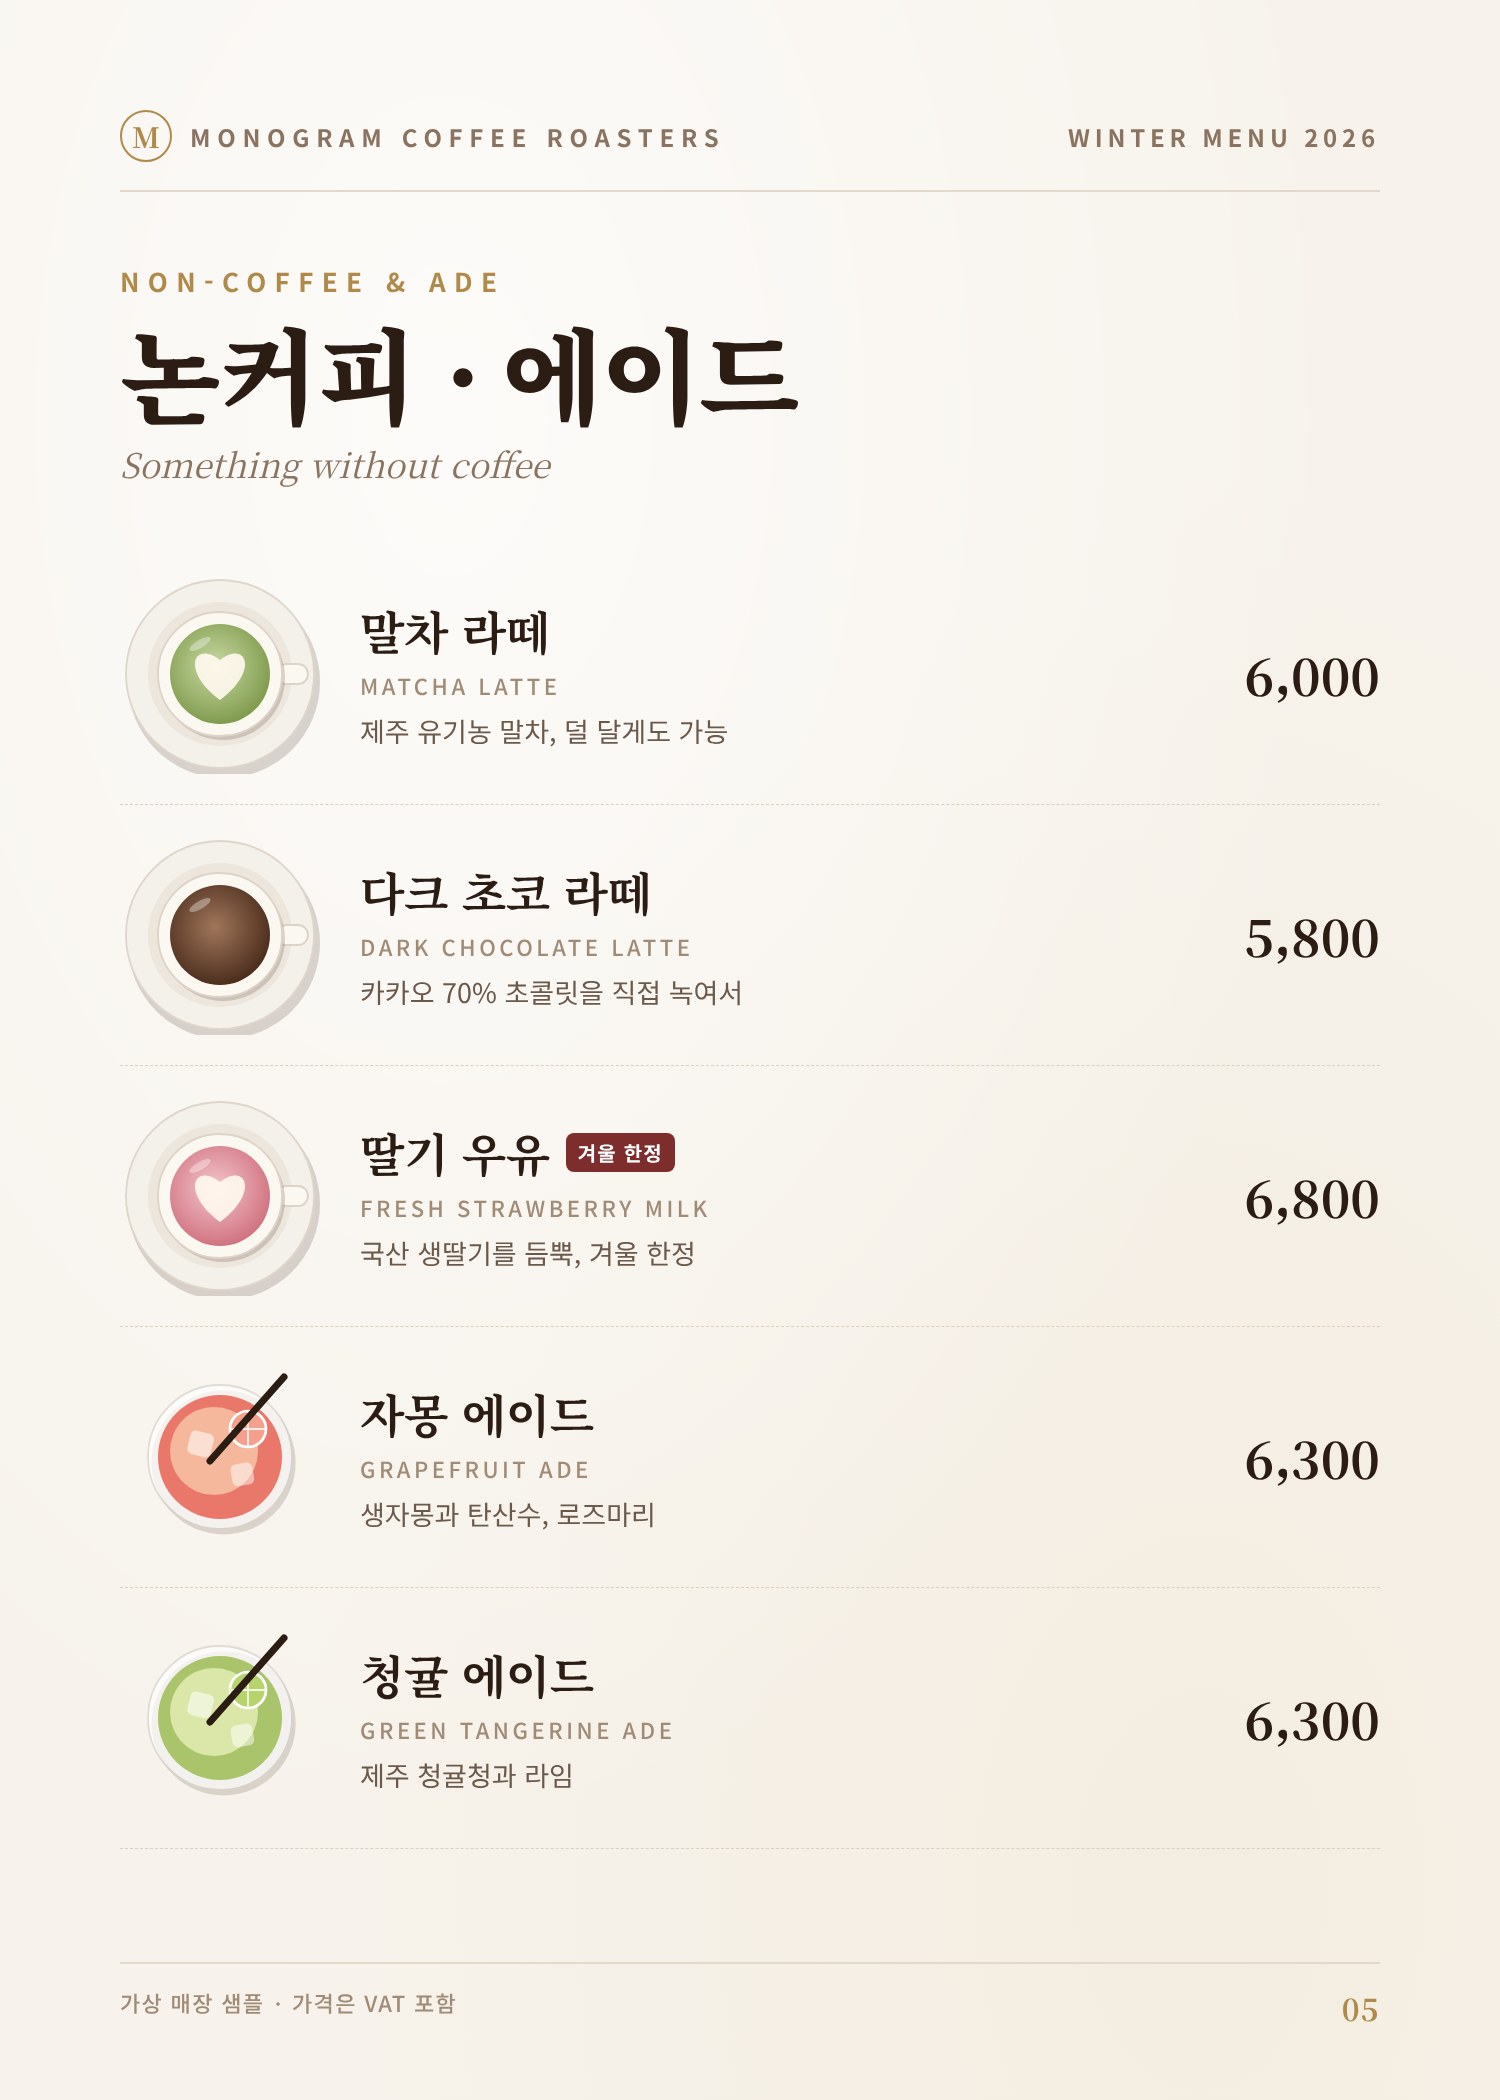 M MONOGRAM COFFEE ROASTERS
WINTER MENU 2026
NON-COFFEE & ADE
논커피 · 에이드
Something without coffee
말차 라떼
MATCHA LATTE
제주 유기농 말차, 덜 달게도 가능
6,000
다크 초코 라떼
DARK CHOCOLATE LATTE
카카오 70% 초콜릿을 직접 녹여서
5,800
딸기 우유 겨울 한정
FRESH STRAWBERRY MILK
국산 생딸기를 듬뿍, 겨울 한정
6,800
자몽 에이드
GRAPEFRUIT ADE
생자몽과 탄산수, 로즈마리
6,300
청귤 에이드
GREEN TANGERINE ADE
제주 청귤청과 라임
6,300
가상 매장 샘플 · 가격은 VAT 포함
05